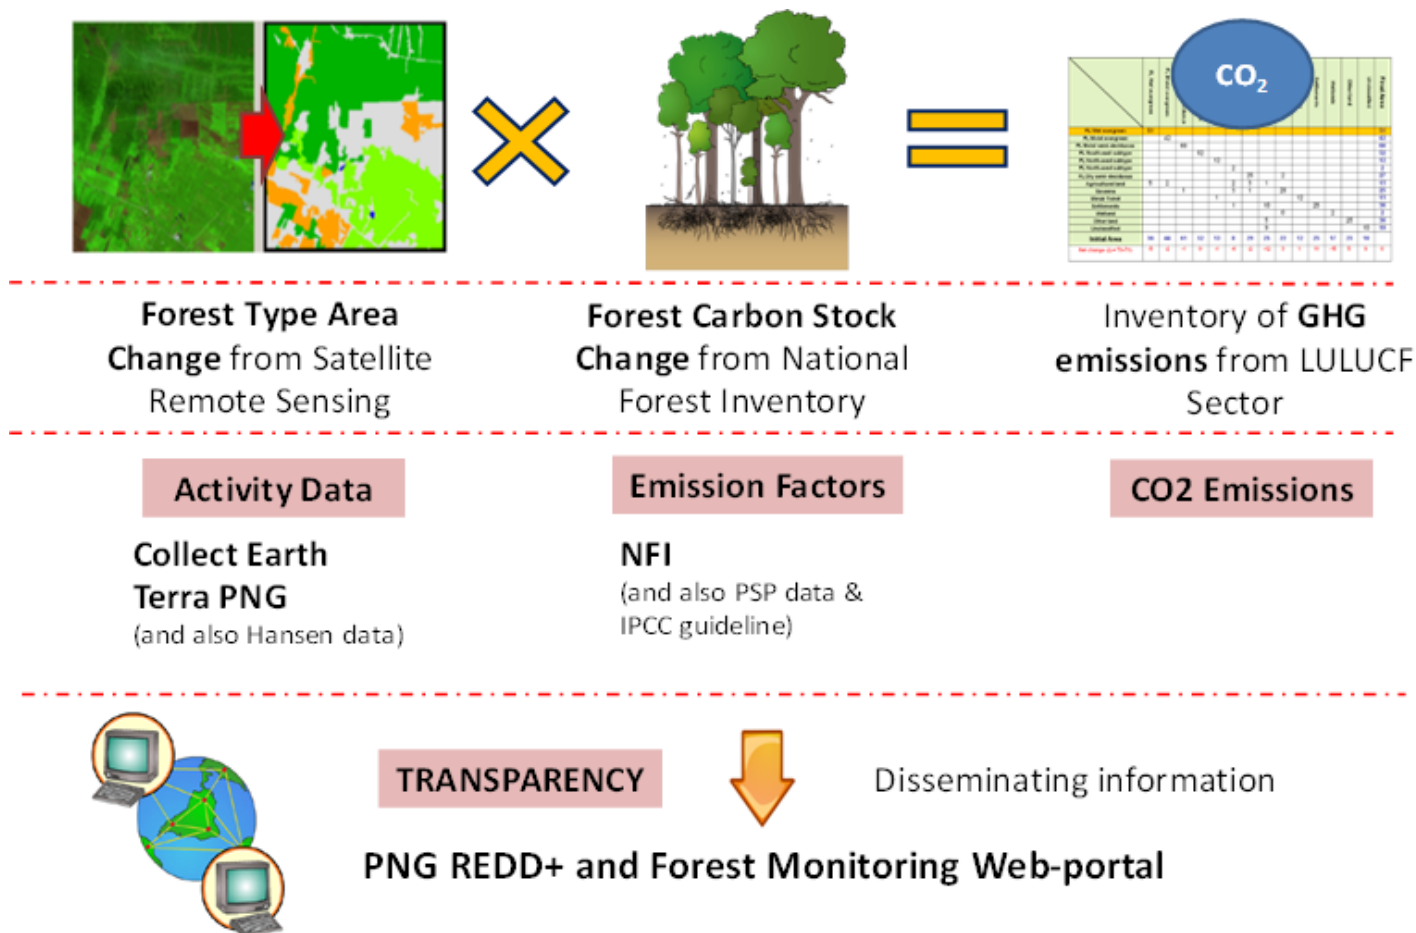 CO2
Forest Type Area
Change from Satellite
Remote Sensing
Forest Carbon Stock
Change from National
Forest Inventory
Inventory of GHG
emissions from LULUCF
Sector
Activity Data
Emission Factors
CO2 Emissions
Collect Earth
Terra PNG
(and also Hansen data)
NFI
(and also PSP data &
IPCC guideline)
TRANSPARENCY
Disseminating information
PNG REDD+ and Forest Monitoring Web-portal